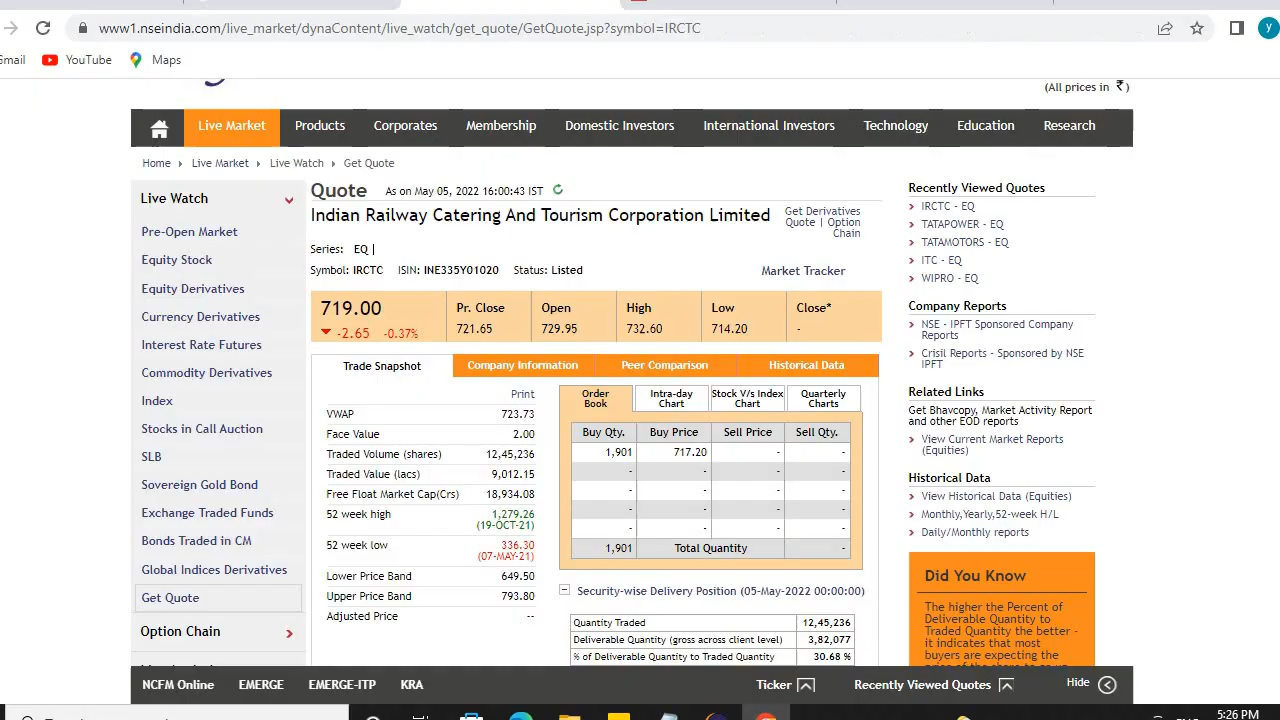 www1.nseindia.com/live_market/dynaContent/live_watch/get_quote/GetQuote.jsp?symbol=IRCTC
y
YouTube
Maps
(All prices in ₹)
Live Market Products Corporates Membership Domestic Investors International Investors Technology Education Research
Home Live Market Live Watch Get Quote
Live Watch
Pre-Open Market
Equity Stock
Equity Derivatives
Currency Derivatives
Interest Rate Futures
Commodity Derivatives
Index
Stocks in Call Auction
SLB
Sovereign Gold Bond
Exchange Traded Funds
Bonds Traded in CM
Global Indices Derivatives
Get Quote
Option Chain
Quote As on May 05, 2022 16:00:43 IST
Indian Railway Catering And Tourism Corporation Limited
Get Derivatives
Quote | Option
Chain
Series: EQ |
Symbol: IRCTC ISIN: INE335Y01020 Status: Listed
Market Tracker
719.00 Pr. Close Open High Low Close*
-2.65 -0.37% 721.65 729.95 732.60 714.20 -
Trade Snapshot Company Information Peer Comparison Historical Data
Print
VWAP 723.73
Face Value 2.00
Traded Volume (shares) 12,45,236
Traded Value (lacs) 9,012.15
Free Float Market Cap(Crs) 18,934.08
52 week high 1,279.26
(19-OCT-21)
52 week low 336.30
(07-MAY-21)
Lower Price Band 649.50
Upper Price Band 793.80
Adjusted Price --
Order
Book
Intra-day
Chart
Stock V/s Index
Chart
Quarterly
Charts
Buy Qty. Buy Price Sell Price Sell Qty.
1,901 717.20 - -
- - - -
- - - -
- - - -
- - - -
1,901 Total Quantity -
Security-wise Delivery Position (05-May-2022 00:00:00)
Quantity Traded 12,45,236
Deliverable Quantity (gross across client level) 3,82,077
% of Deliverable Quantity to Traded Quantity 30.68 %
Recently Viewed Quotes
IRCTC - EQ
TATAPOWER - EQ
TATAMOTORS - EQ
ITC - EQ
WIPRO - EQ
Company Reports
NSE - IPFT Sponsored Company
Reports
Crisil Reports - Sponsored by NSE
IPFT
Related Links
Get Bhavcopy, Market Activity Report
and other EOD reports
View Current Market Reports
(Equities)
Historical Data
View Historical Data (Equities)
Monthly,Yearly,52-week H/L
Daily/Monthly reports
Did You Know
The higher the Percent of
Deliverable Quantity to
Traded Quantity the better -
it indicates that most
buyers are expecting the
NCFM Online EMERGE EMERGE-ITP KRA Ticker Recently Viewed Quotes Hide
5:26 PM